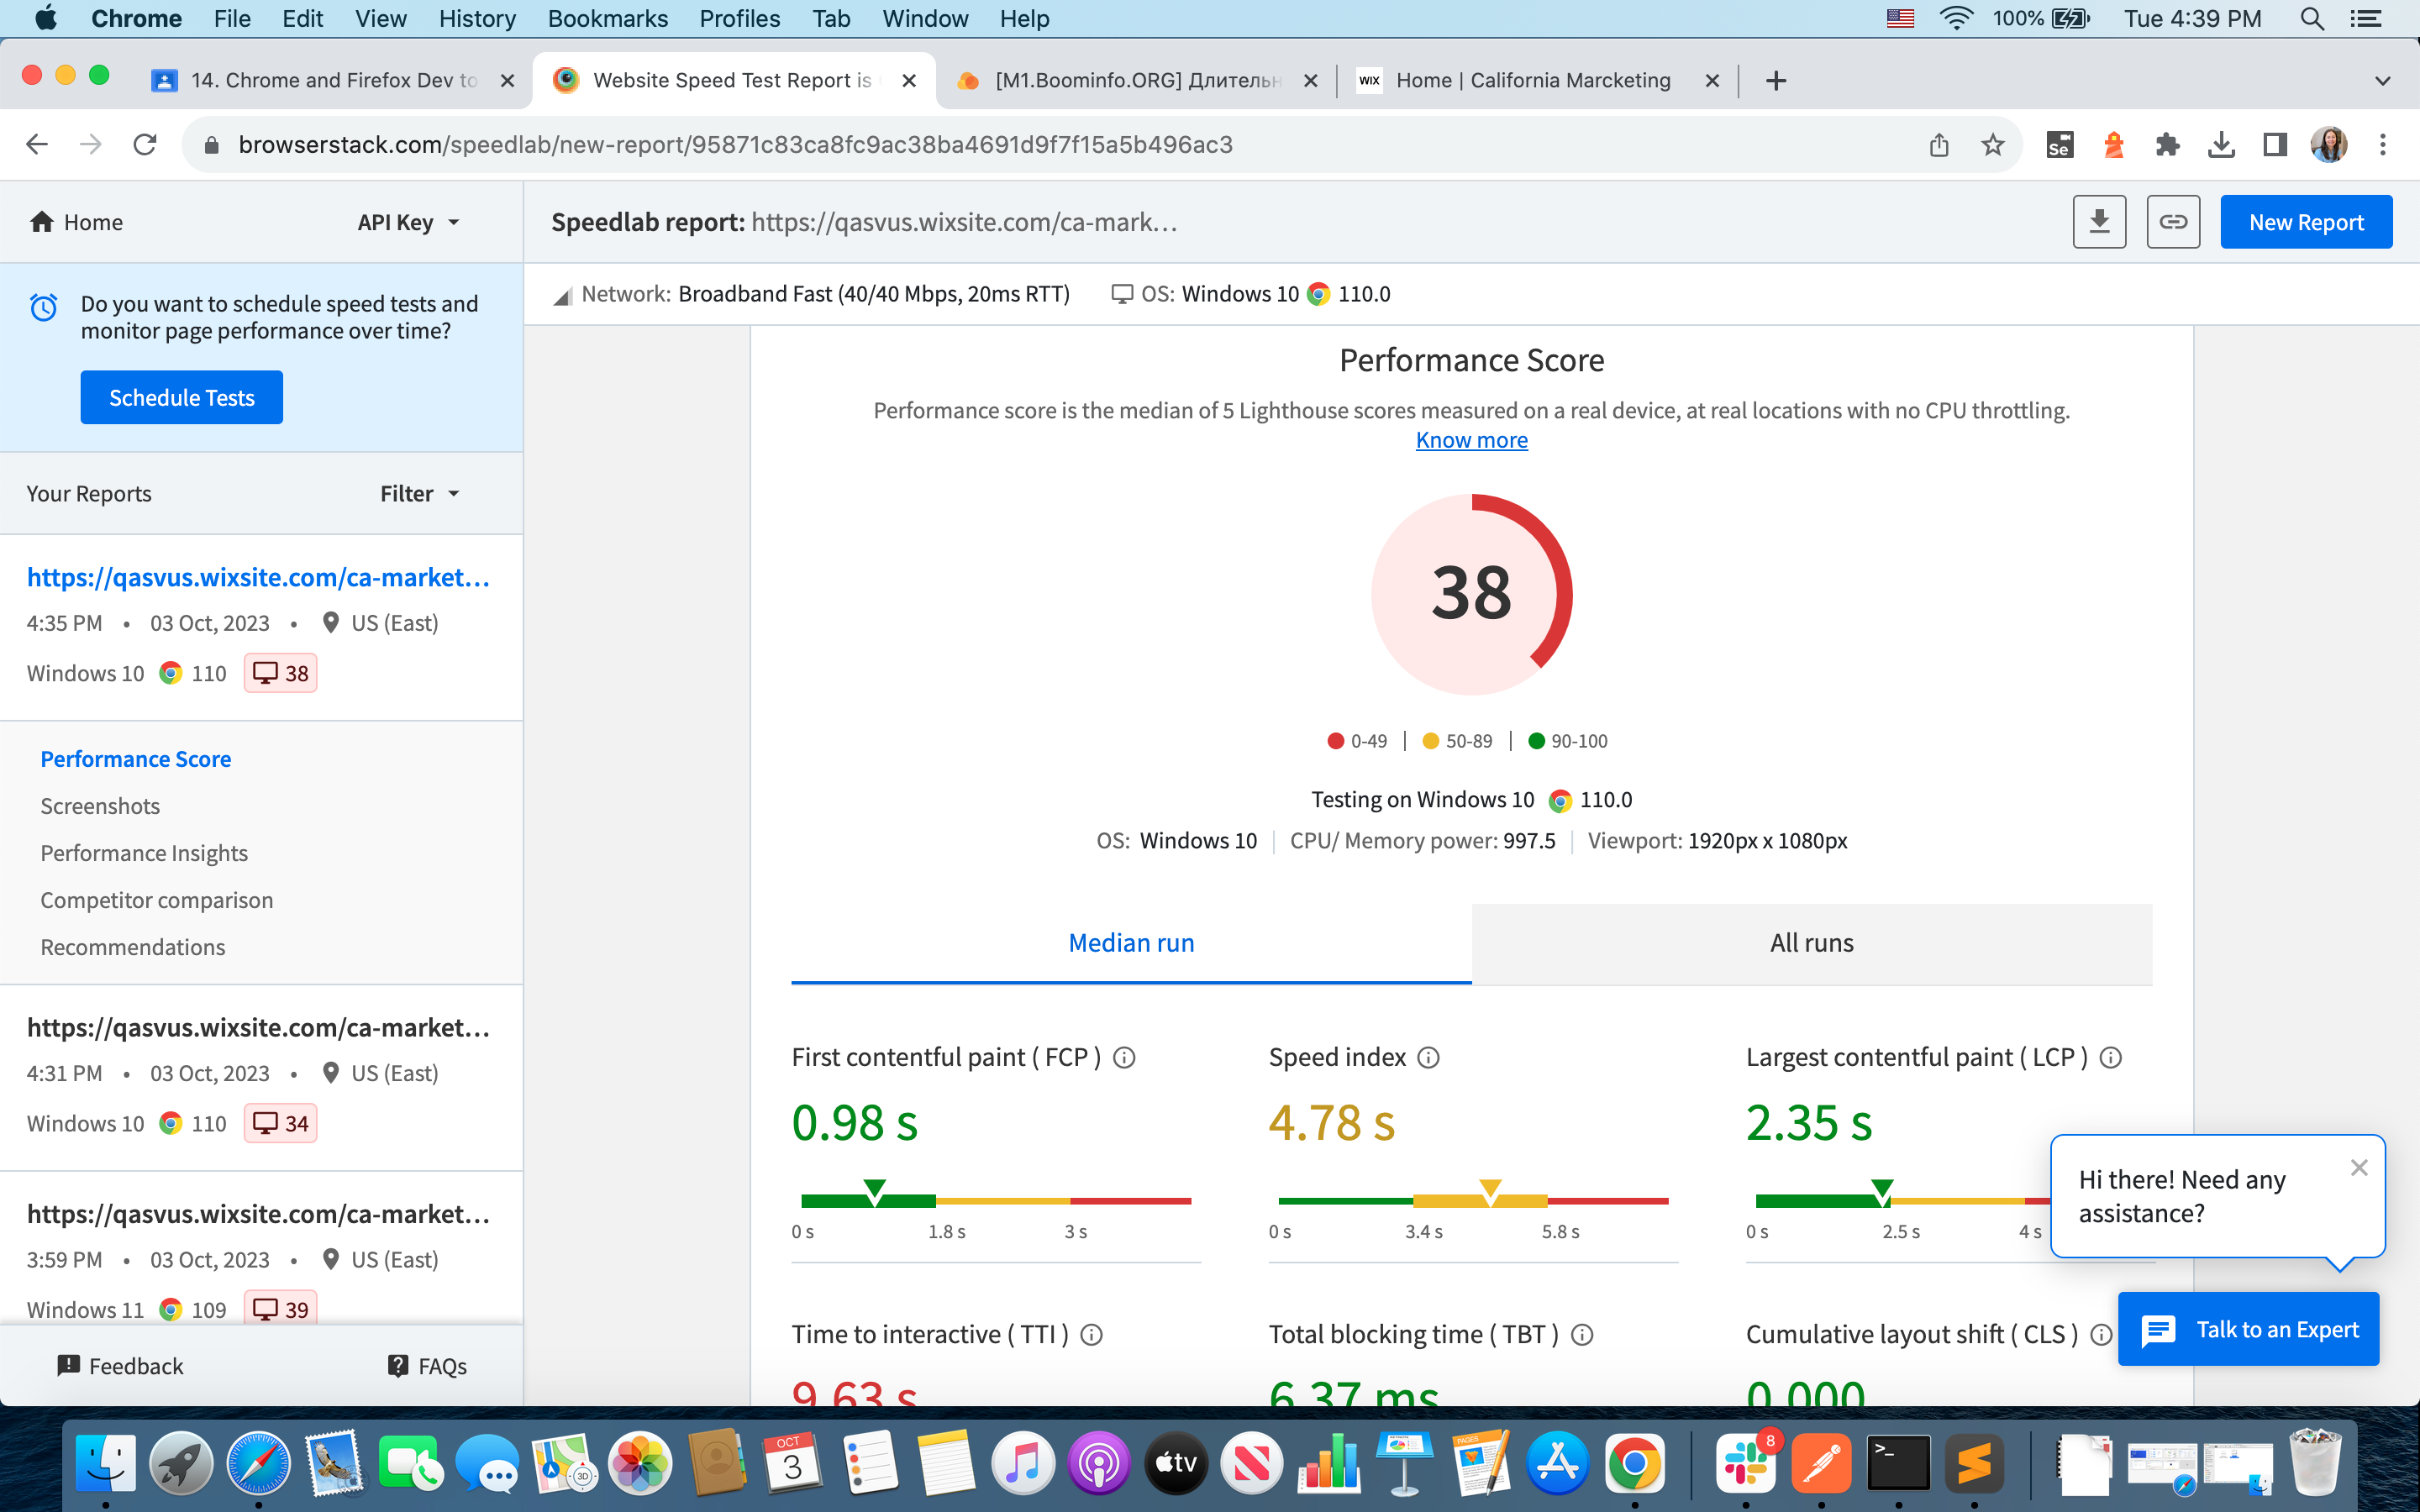 Chrome File Edit View History Bookmarks Profiles Tab Window Help 100% Tue 4:39 PM
14. Chrome and Firefox Dev to
Website Speed Test Report is
[M1.Boominfo.ORG] Длительн
WIX Home | California Marcketing
browserstack.com/speedlab/new-report/95871c83ca8fc9ac38ba4691d9f7f15a5b496ac3
Se
Home API Key
Speedlab report: https://qasvus.wixsite.com/ca-mark...
New Report
Network: Broadband Fast (40/40 Mbps, 20ms RTT) OS: Windows 10 110.0
Do you want to schedule speed tests and
monitor page performance over time?
Schedule Tests
Your Reports Filter
https://qasvus.wixsite.com/ca-market...
4:35 PM • 03 Oct, 2023 • US (East)
Windows 10 110 38
Performance Score
Screenshots
Performance Insights
Competitor comparison
Recommendations
https://qasvus.wixsite.com/ca-market...
4:31 PM • 03 Oct, 2023 • US (East)
Windows 10 110 34
https://qasvus.wixsite.com/ca-market...
3:59 PM • 03 Oct, 2023 • US (East)
Windows 11 109 39
Feedback FAQs
Performance Score
Performance score is the median of 5 Lighthouse scores measured on a real device, at real locations with no CPU throttling.
Know more
38
0-49 | 50-89 | 90-100
Testing on Windows 10 110.0
OS: Windows 10 | CPU/ Memory power: 997.5 | Viewport: 1920px x 1080px
Median run All runs
First contentful paint ( FCP ) Speed index Largest contentful paint ( LCP )
0.98 s 4.78 s 2.35 s
0 s 1.8 s 3 s 0 s 3.4 s 5.8 s 0 s 2.5 s 4 s
Time to interactive ( TTI ) Total blocking time ( TBT ) Cumulative layout shift ( CLS )
9.63 s 6.37 ms 0.000
Hi there! Need any
assistance?
Talk to an Expert
3D
OCT
3
tv
PAGES
8
>_